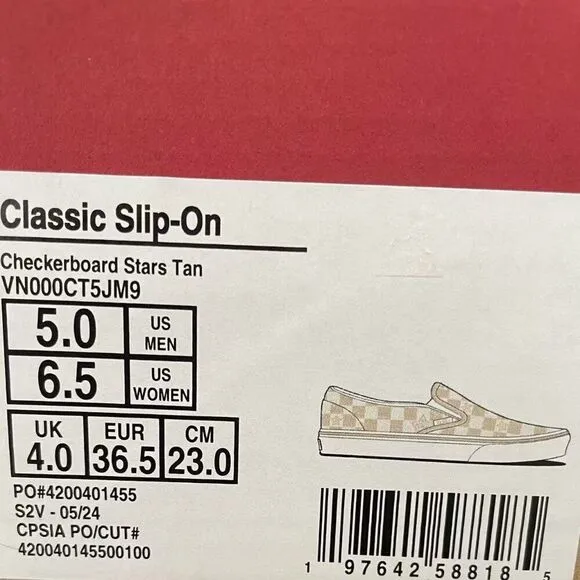 Classic Slip-On
Checkerboard Stars Tan
VN000CT5JM9
5.0 US MEN
6.5 US WOMEN
UK EUR CM
4.0 36.5 23.0
PO#4200401455
S2V - 05/24
CPSIA PO/CUT#
420040145500100
1 97642 58818 5